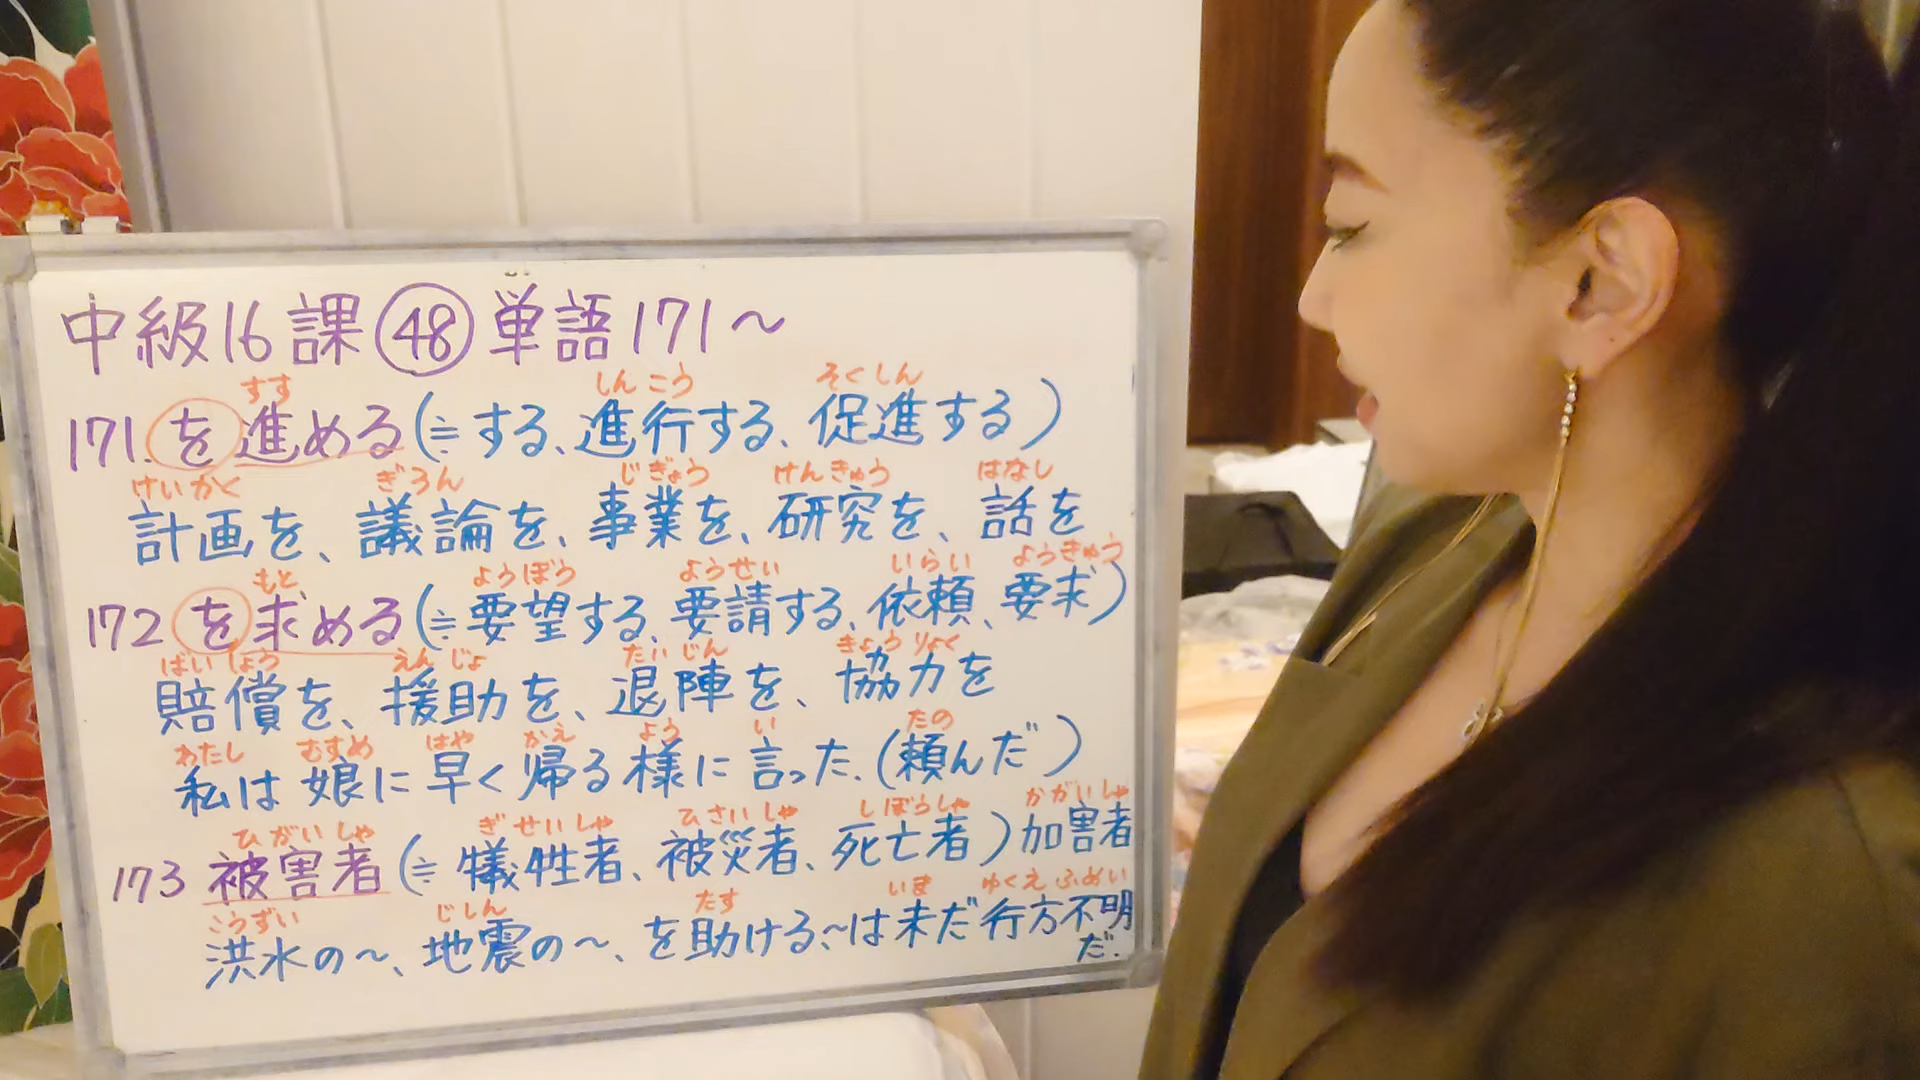 中級16課㊽単語171～
すす しんこう そくしん
171.を進める(≒する、進行する、促進する)
けいかく ぎろん じぎょう けんきゅう はなし
計画を、議論を、事業を、研究を、話を
もと ようぼう ようせい いらい ようきゅう
172を求める(≒要望する、要請する、依頼、要求)
ばいしょう えんじょ たいじん きょうりょく
賠償を、援助を、退陣を、協力を
わたし むすめ はや かえ よう い たの
私は娘に早く帰る様に言った.(頼んだ)
ひがいしゃ ぎせいしゃ ひさいしゃ しぼうしゃ かがいしゃ
173被害者(≒犠牲者、被災者、死亡者)加害者
こうずい じしん たす いま ゆくえふめい
洪水の～、地震の～、を助ける、～は未だ行方不明
だ.